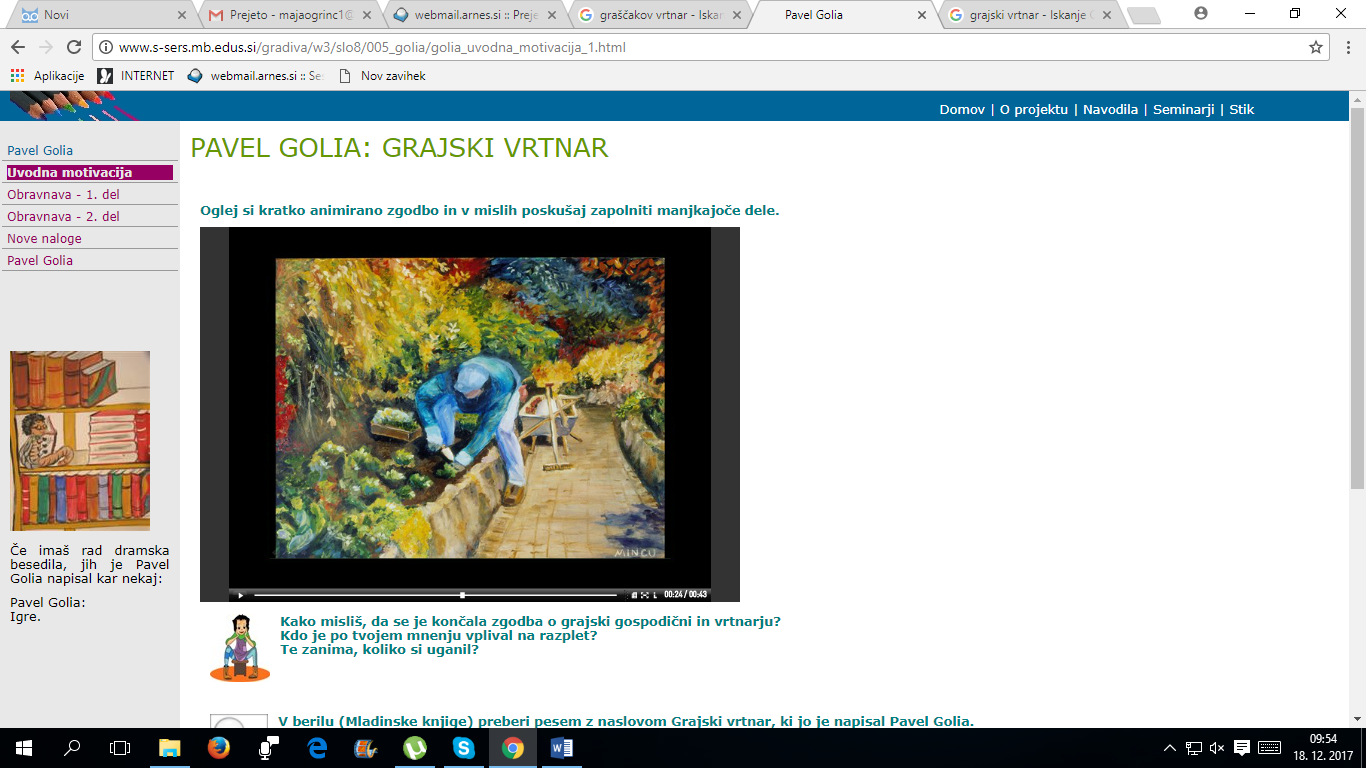 Novi
Prejeto - majaogrinc1@
webmail.arnes.si :: Preje
graščakov vrtnar - Iskan
Pavel Golia
grajski vrtnar - Iskanje
www.s-sers.mb.edus.si/gradiva/w3/slo8/005_golia/golia_uvodna_motivacija_1.html
Aplikacije
INTERNET
webmail.arnes.si :: Se
Nov zavihek
Domov | O projektu | Navodila | Seminarji | Stik
Pavel Golia
Uvodna motivacija
Obravnava - 1. del
Obravnava - 2. del
Nove naloge
Pavel Golia
Če imaš rad dramska
besedila, jih je Pavel
Golia napisal kar nekaj:
Pavel Golia:
Igre.
PAVEL GOLIA: GRAJSKI VRTNAR
Oglej si kratko animirano zgodbo in v mislih poskušaj zapolniti manjkajoče dele.
MINCU
00:24 / 00:43
Kako misliš, da se je končala zgodba o grajski gospodični in vrtnarju?
Kdo je po tvojem mnenju vplival na razplet?
Te zanima, koliko si uganil?
V berilu (Mladinske knjige) preberi pesem z naslovom Grajski vrtnar, ki jo je napisal Pavel Golia.
09:54
18. 12. 2017